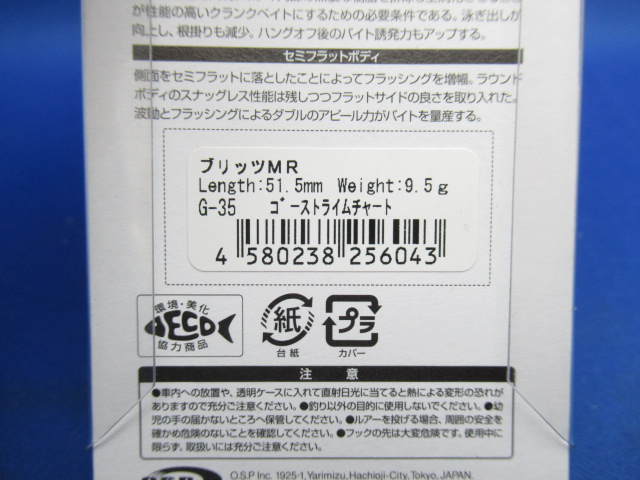 が性能の高いクランクベイトにするための必要条件である。泳ぎ出しが
向上し、根掛りも減少。ハングオフ後のバイト誘発力もアップする。
セミフラットボディ
側面をセミフラットに落としたことによってフラッシングを増幅。ラウンド
ボディのスナッグレス性能は残しつつフラットサイドの良さを取り入れた。
波動とフラッシングによるダブルのアピール力がバイトを量産する。
ブリッツMR
Length:51.5mm Weight:9.5g
G-35 ゴーストライムチャート
4 580238 256043
環境・美化
ECO
協力商品
紙
台紙
プラ
カバー
注 意
●車内への放置や、透明ケースに入れて直射日光に当てると熱による変形の恐れが
ありますので充分ご注意ください。●釣り以外の目的に使用しないでください。●幼
児の手の届かないところへ保管してください。●ルアーを投げる場合、周囲の安全を
確かめ危険のないことを確認してください。●フックの先は大変危険です。使用中に
限らず、取扱いには充分ご注意ください。
O.S.P
O.S.P Inc. 1925-1,Yarimizu,Hachioji-City,Tokyo,JAPAN.